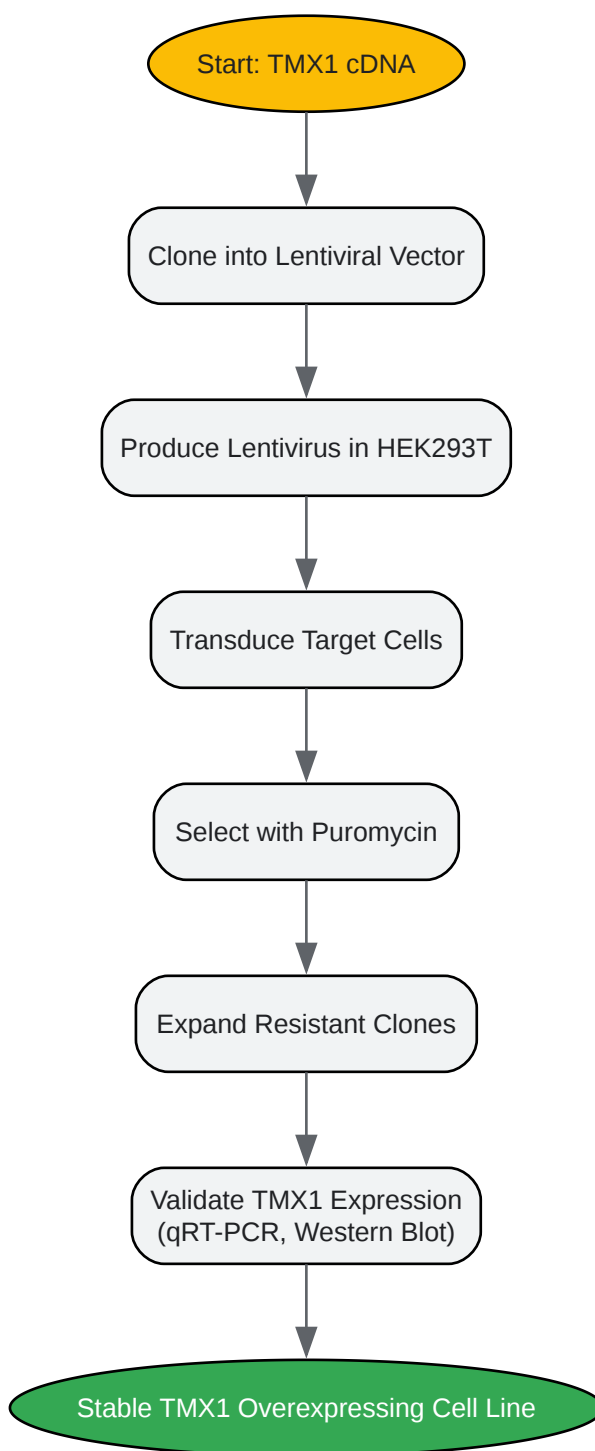 Start: TMX1 cDNA
Clone into Lentiviral Vector
Produce Lentivirus in HEK293T
Transduce Target Cells
Select with Puromycin
Expand Resistant Clones
Validate TMX1 Expression
(qRT-PCR, Western Blot)
Stable TMX1 Overexpressing Cell Line